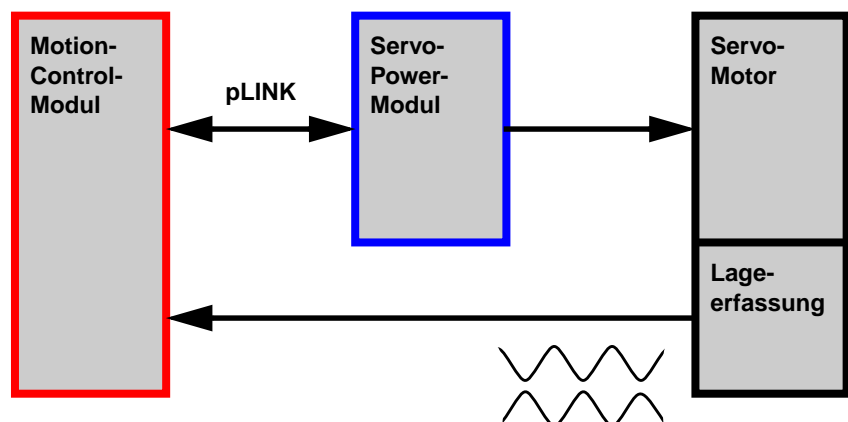 Motion-
Control-
Modul
pLINK
Servo-
Power-
Modul
Servo-
Motor
Lage-
erfassung